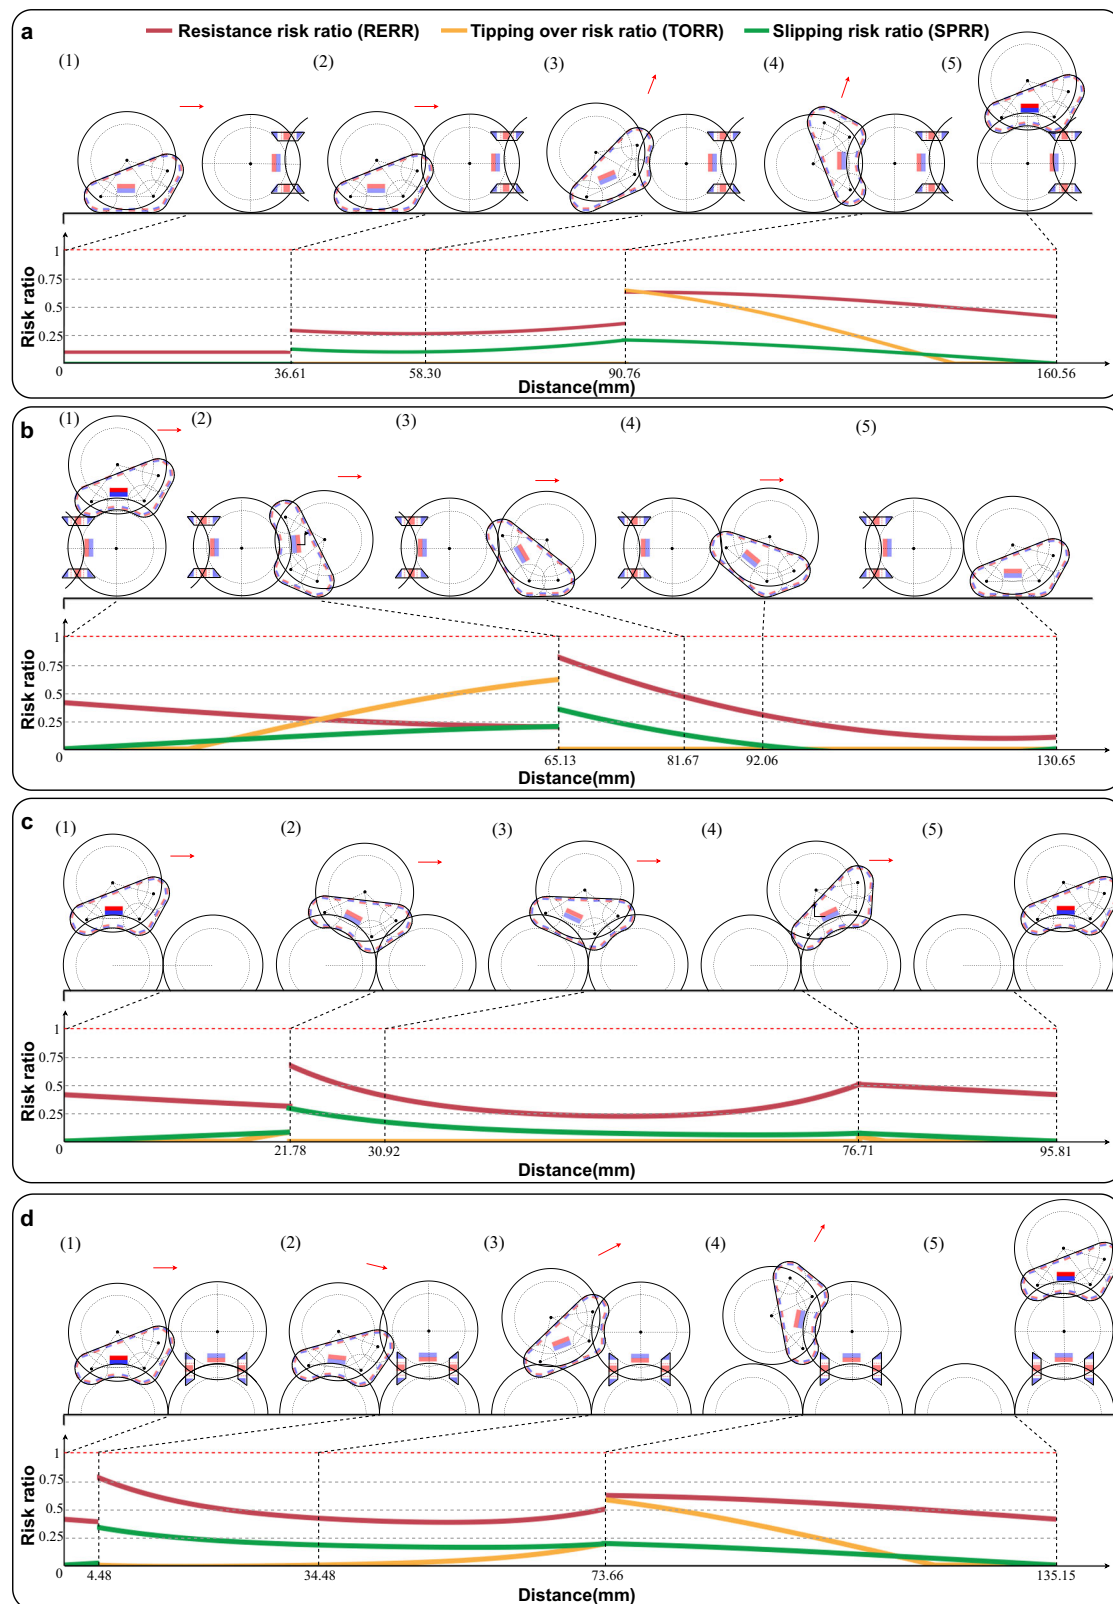 a
Resistance risk ratio (RERR) Tipping over risk ratio (TORR) Slipping risk ratio (SPRR)
(1) (2) (3) (4) (5)
Risk ratio
1
0.75
0.5
0.25
0 36.61 58.30 90.76 160.56
Distance(mm)
b
(1) (2) (3) (4) (5)
Risk ratio
1
0.75
0.5
0.25
0 65.13 81.67 92.06 130.65
Distance(mm)
c
(1) (2) (3) (4) (5)
Risk ratio
1
0.75
0.5
0.25
0 21.78 30.92 76.71 95.81
Distance(mm)
d
(1) (2) (3) (4) (5)
Risk ratio
1
0.75
0.5
0.25
0 4.48 34.48 73.66 135.15
Distance(mm)